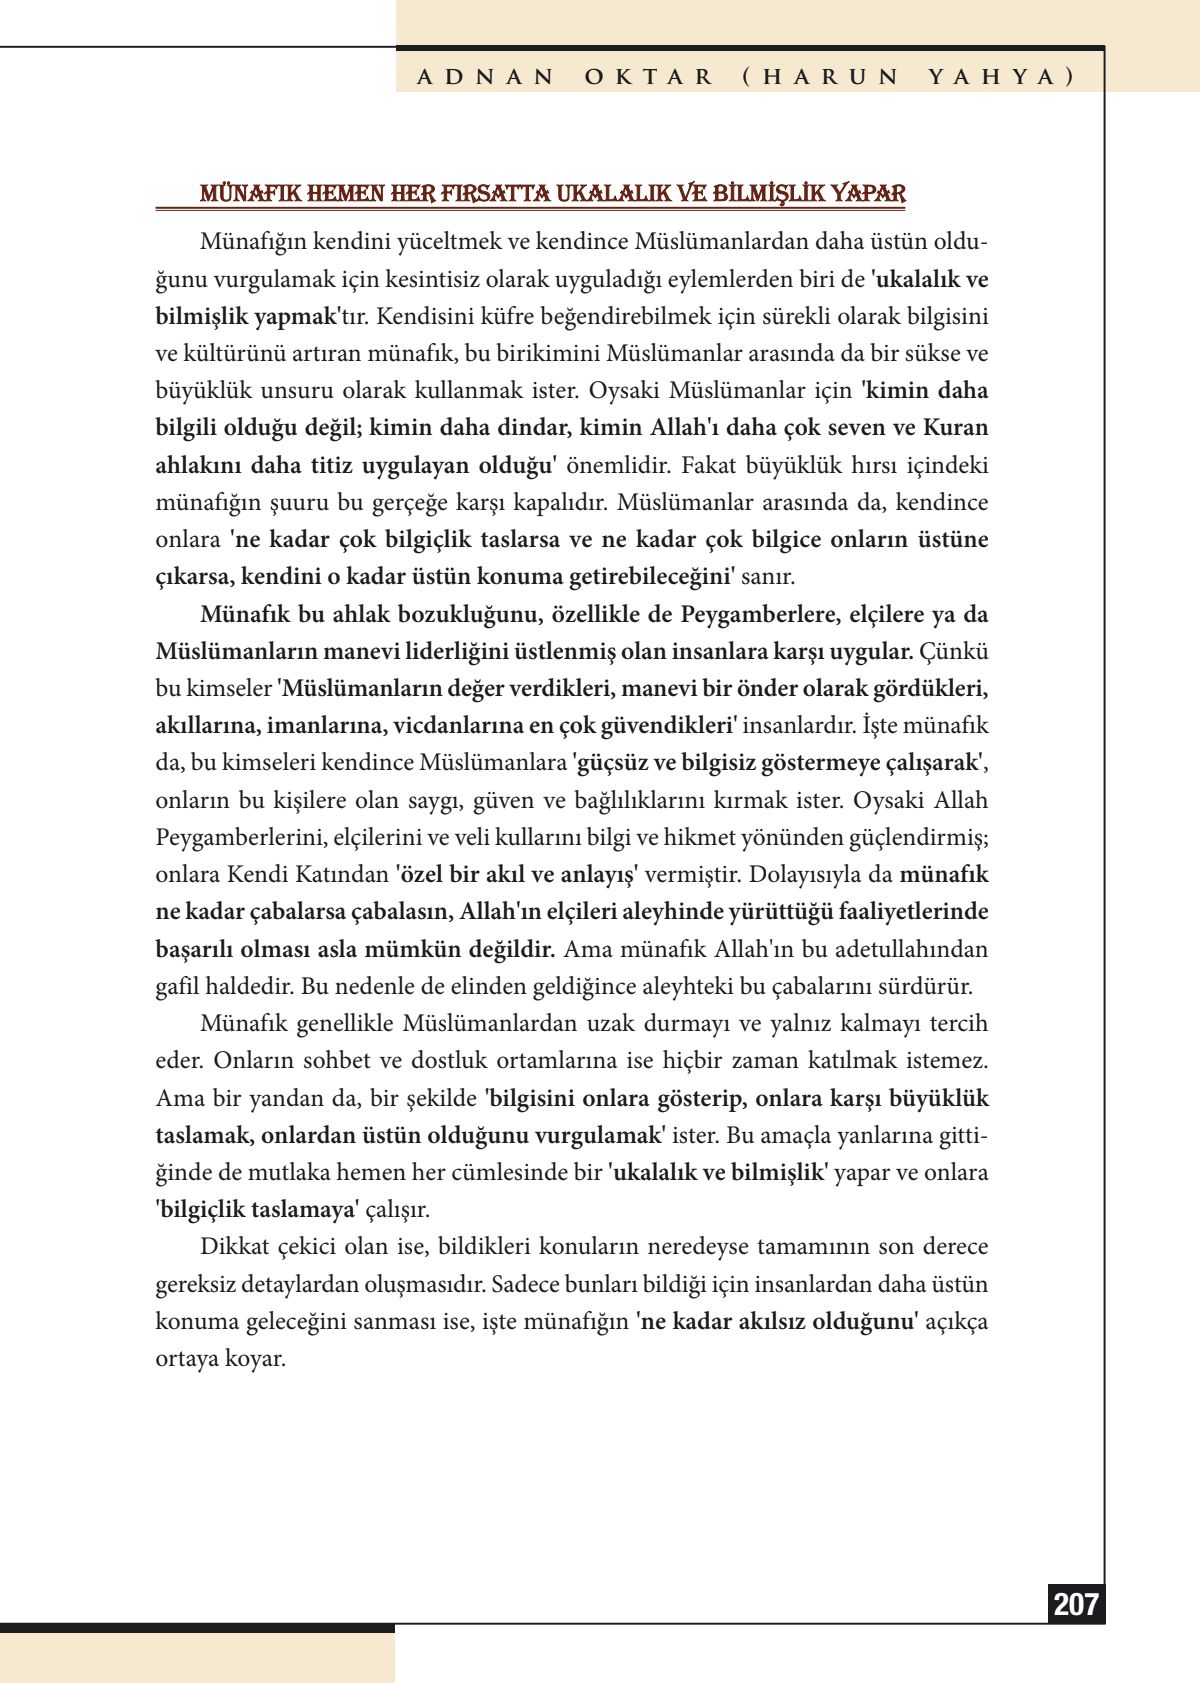 ADNAN OKTAR (HARUN YAHYA)
MÜNAFIK HEMEN HER FIRSATTA UKALALIK VE BİLMİŞLİK YAPAR
Münafığın kendini yüceltmek ve kendince Müslümanlardan daha üstün oldu-
ğunu vurgulamak için kesintisiz olarak uyguladığı eylemlerden biri de 'ukalalık ve
bilmişlik yapmak'tır. Kendisini küfre beğendirebilmek için sürekli olarak bilgisini
ve kültürünü artıran münafık, bu birikimini Müslümanlar arasında da bir sükse ve
büyüklük unsuru olarak kullanmak ister. Oysaki Müslümanlar için 'kimin daha
bilgili olduğu değil; kimin daha dindar, kimin Allah'ı daha çok seven ve Kuran
ahlakını daha titiz uygulayan olduğu' önemlidir. Fakat büyüklük hırsı içindeki
münafığın şuuru bu gerçeğe karşı kapalıdır. Müslümanlar arasında da, kendince
onlara 'ne kadar çok bilgiçlik taslarsa ve ne kadar çok bilgice onların üstüne
çıkarsa, kendini o kadar üstün konuma getirebileceğini' sanır.
Münafık bu ahlak bozukluğunu, özellikle de Peygamberlere, elçilere ya da
Müslümanların manevi liderliğini üstlenmiş olan insanlara karşı uygular. Çünkü
bu kimseler 'Müslümanların değer verdikleri, manevi bir önder olarak gördükleri,
akıllarına, imanlarına, vicdanlarına en çok güvendikleri' insanlardır. İşte münafık
da, bu kimseleri kendince Müslümanlara 'güçsüz ve bilgisiz göstermeye çalışarak',
onların bu kişilere olan saygı, güven ve bağlılıklarını kırmak ister. Oysaki Allah
Peygamberlerini, elçilerini ve veli kullarını bilgi ve hikmet yönünden güçlendirmiş;
onlara Kendi Katından 'özel bir akıl ve anlayış' vermiştir. Dolayısıyla da münafık
ne kadar çabalarsa çabalasın, Allah'ın elçileri aleyhinde yürüttüğü faaliyetlerinde
başarılı olması asla mümkün değildir. Ama münafık Allah'ın bu adetullahından
gafil haldedir. Bu nedenle de elinden geldiğince aleyhteki bu çabalarını sürdürür.
Münafık genellikle Müslümanlardan uzak durmayı ve yalnız kalmayı tercih
eder. Onların sohbet ve dostluk ortamlarına ise hiçbir zaman katılmak istemez.
Ama bir yandan da, bir şekilde 'bilgisini onlara gösterip, onlara karşı büyüklük
taslamak, onlardan üstün olduğunu vurgulamak' ister. Bu amaçla yanlarına gitti-
ğinde de mutlaka hemen her cümlesinde bir 'ukalalık ve bilmişlik' yapar ve onlara
'bilgiçlik taslamaya' çalışır.
Dikkat çekici olan ise, bildikleri konuların neredeyse tamamının son derece
gereksiz detaylardan oluşmasıdır. Sadece bunları bildiği için insanlardan daha üstün
konuma geleceğini sanması ise, işte münafığın 'ne kadar akılsız olduğunu' açıkça
ortaya koyar.
207